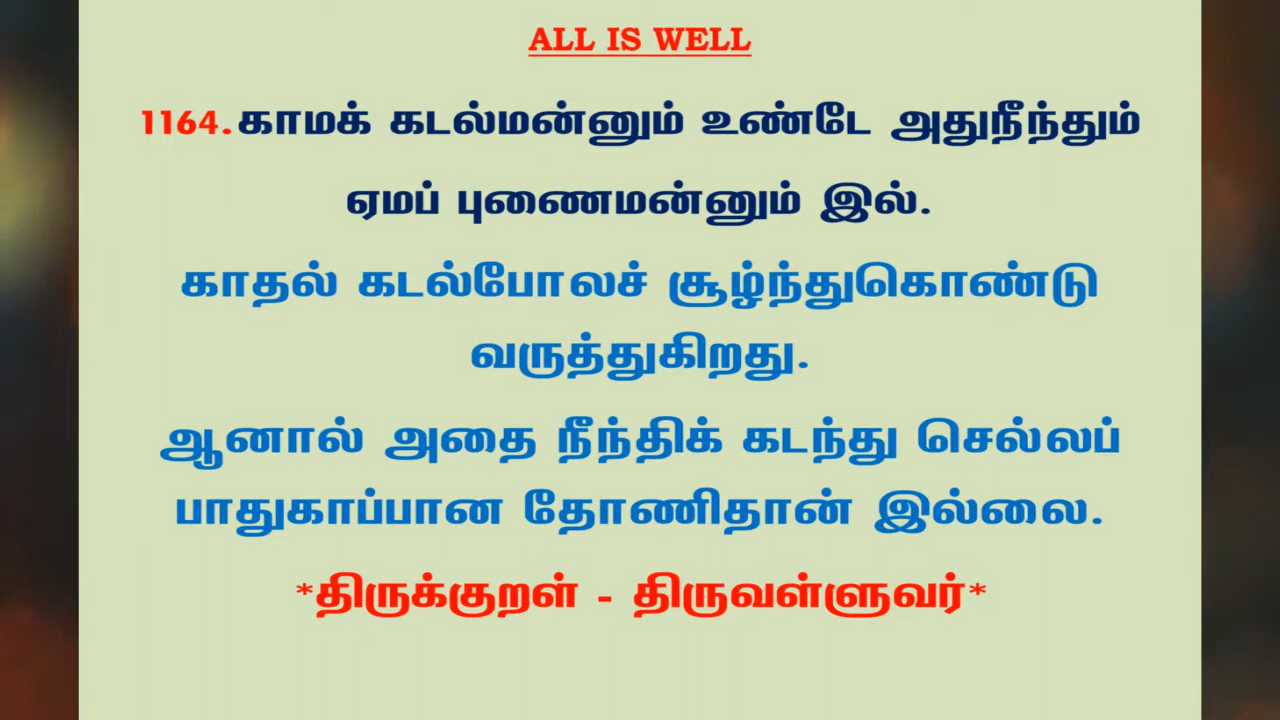 ALL IS WELL
1164.காமக் கடல்மன்னும் உண்டே அதுநீந்தும்
ஏமப் புணைமன்னும் இல்.
காதல் கடல்போலச் சூழ்ந்துகொண்டு
வருத்துகிறது.
ஆனால் அதை நீந்திக் கடந்து செல்லப்
பாதுகாப்பான தோணிதான் இல்லை.
*திருக்குறள் - திருவள்ளுவர்*